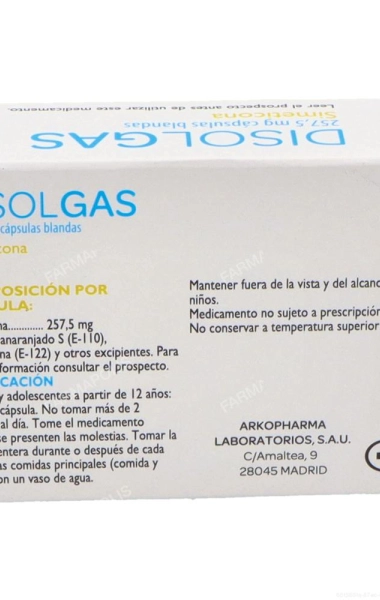 Leer el prospecto antes de utilizar este medicamento.
Simeticona
257,5 mg cápsulas blandas
DISOLGAS
SOLGAS
cápsulas blandas
cona
OSICIÓN POR
ULA:
na............ 257,5 mg
anaranjado S (E-110),
na (E-122) y otros excipientes. Para
formación consultar el prospecto.
CACIÓN
y adolescentes a partir de 12 años:
cápsula. No tomar más de 2
al día. Tome el medicamento
se presenten las molestias. Tomar la
entera durante o después de cada
as comidas principales (comida y
on un vaso de agua.
Mantener fuera de la vista y del alcanc
niños.
Medicamento no sujeto a prescripción
No conservar a temperatura superior
ARKOPHARMA
LABORATORIOS, S.A.U.
C/Amaltea, 9
28045 MADRID